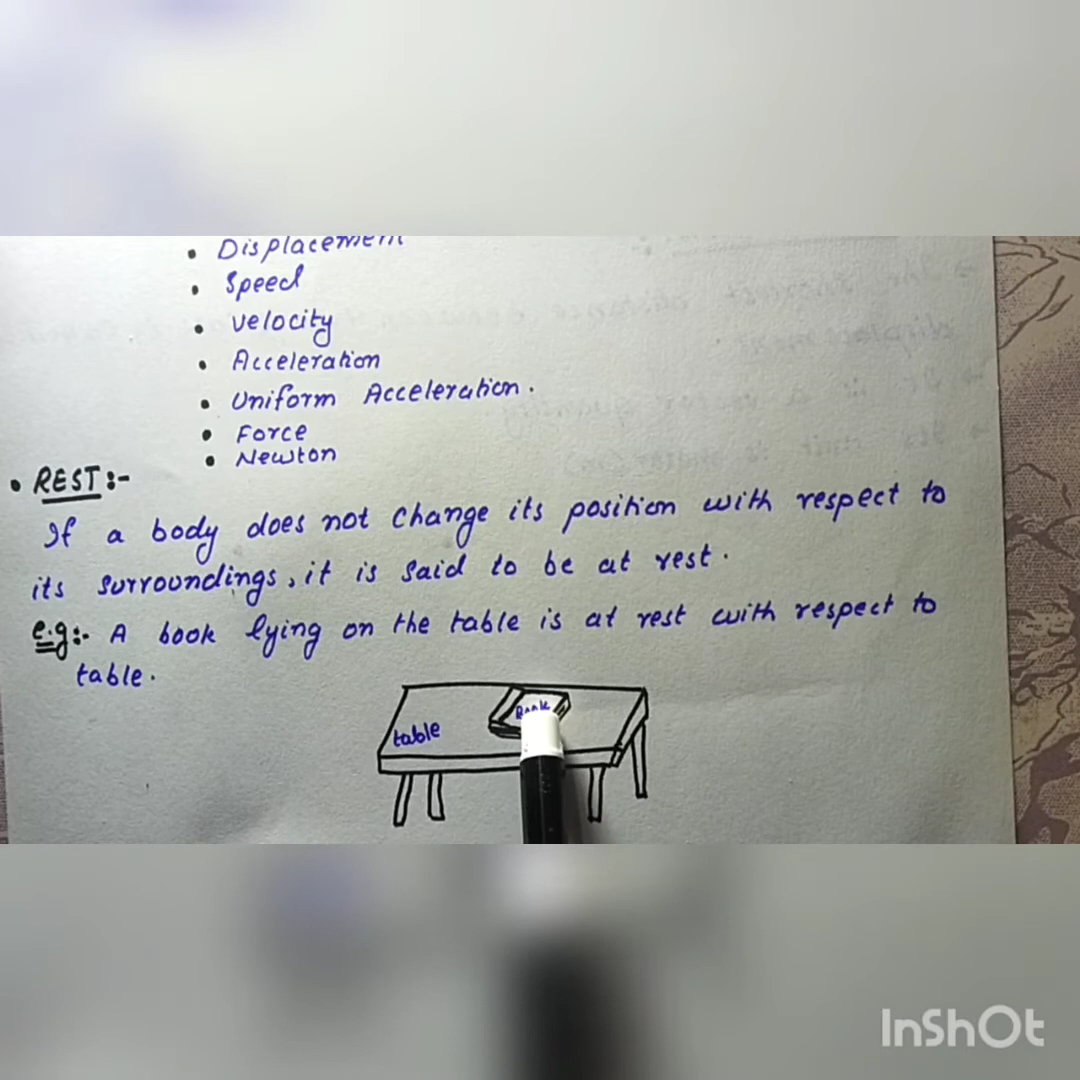 • Displacement
• Speed
• Velocity
• Acceleration
• Uniform Acceleration.
• Force
• Newton
• REST:-
If a body does not change its position with respect to
its surroundings, it is said to be at rest.
e.g:- A book lying on the table is at rest with respect to
table.
Book
table
InShOt